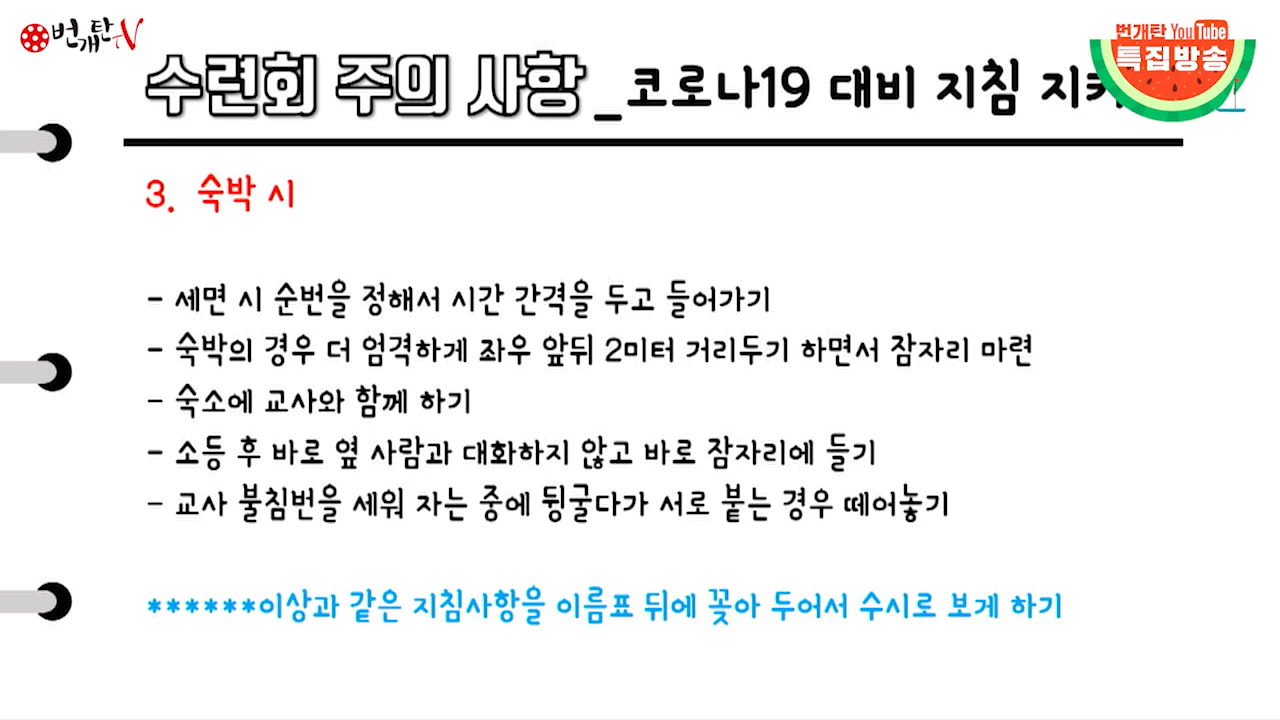 번개탄TV
번개탄 YouTube
특집방송
수련회 주의 사항 _코로나19 대비 지침
3. 숙박 시
- 세면 시 순번을 정해서 시간 간격을 두고 들어가기
- 숙박의 경우 더 엄격하게 좌우 앞뒤 2미터 거리두기 하면서 잠자리 마련
- 숙소에 교사와 함께 하기
- 소등 후 바로 옆 사람과 대화하지 않고 바로 잠자리에 들기
- 교사 불침번을 세워 자는 중에 뒹굴다가 서로 붙는 경우 떼어놓기
******이상과 같은 지침사항을 이름표 뒤에 꽂아 두어서 수시로 보게 하기